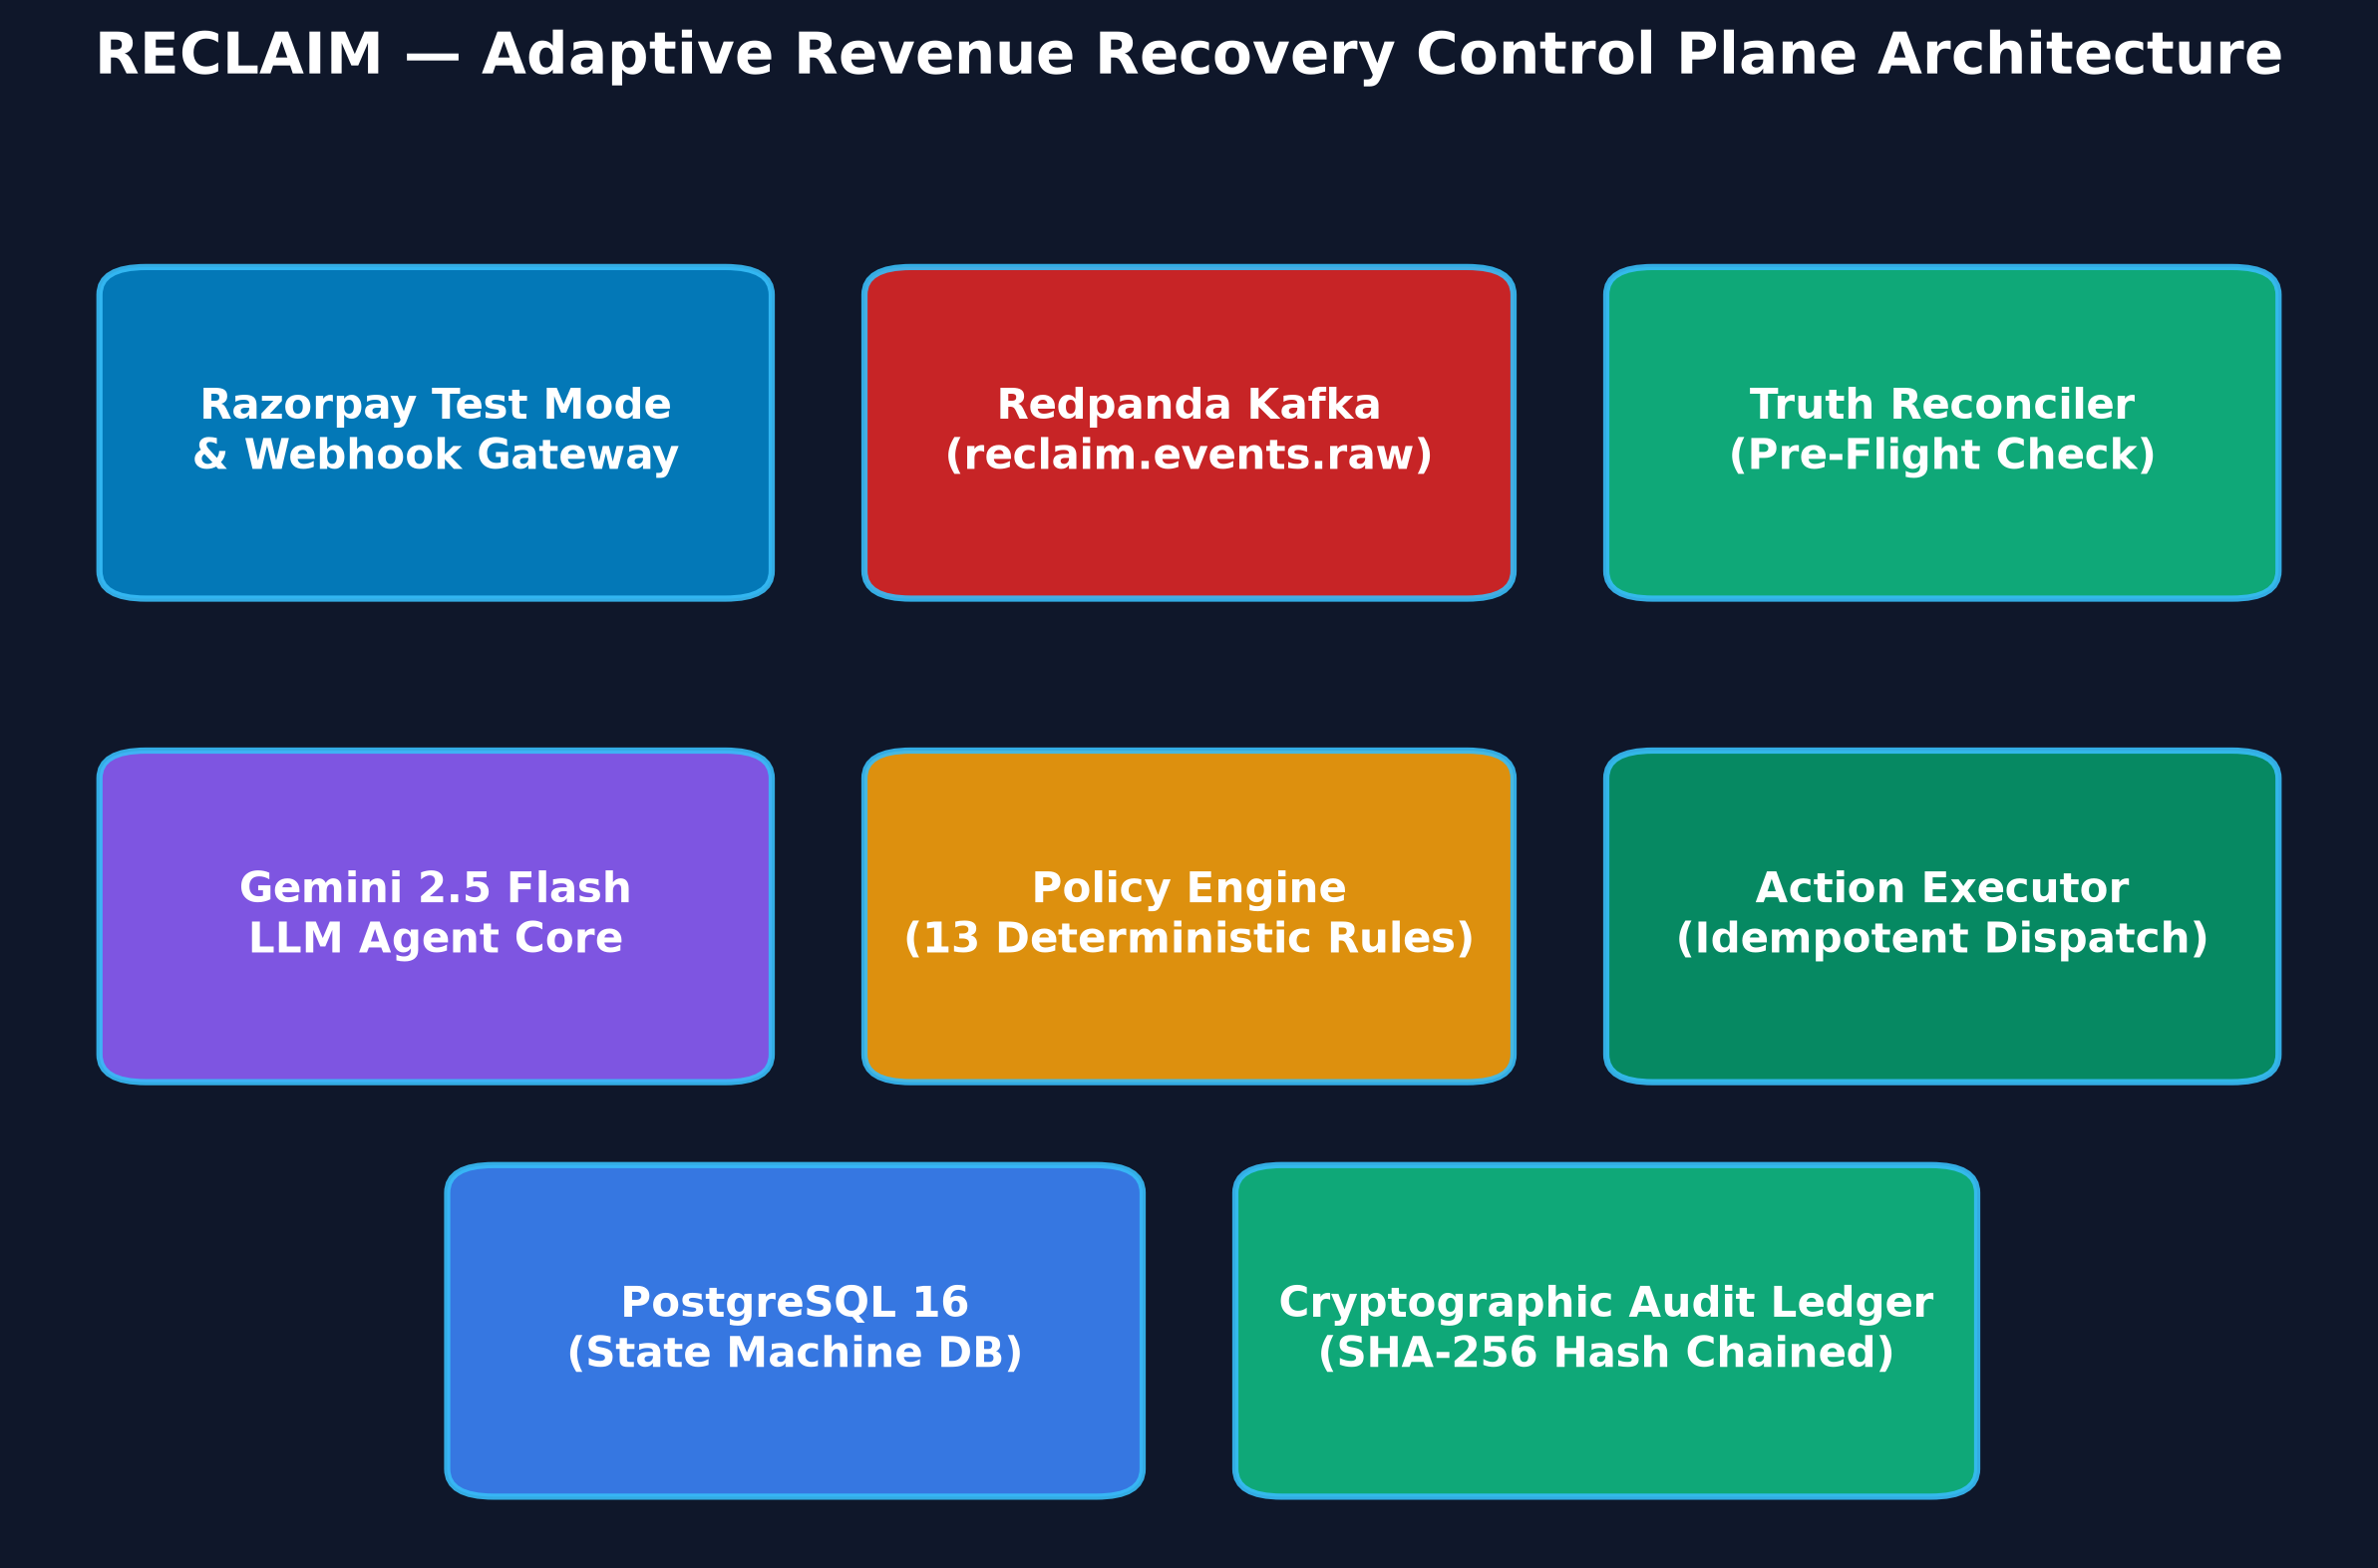 RECLAIM — Adaptive Revenue Recovery Control Plane Architecture
Razorpay Test Mode
& Webhook Gateway
Redpanda Kafka
(reclaim.events.raw)
Truth Reconciler
(Pre-Flight Check)
Gemini 2.5 Flash
LLM Agent Core
Policy Engine
(13 Deterministic Rules)
Action Executor
(Idempotent Dispatch)
PostgreSQL 16
(State Machine DB)
Cryptographic Audit Ledger
(SHA-256 Hash Chained)